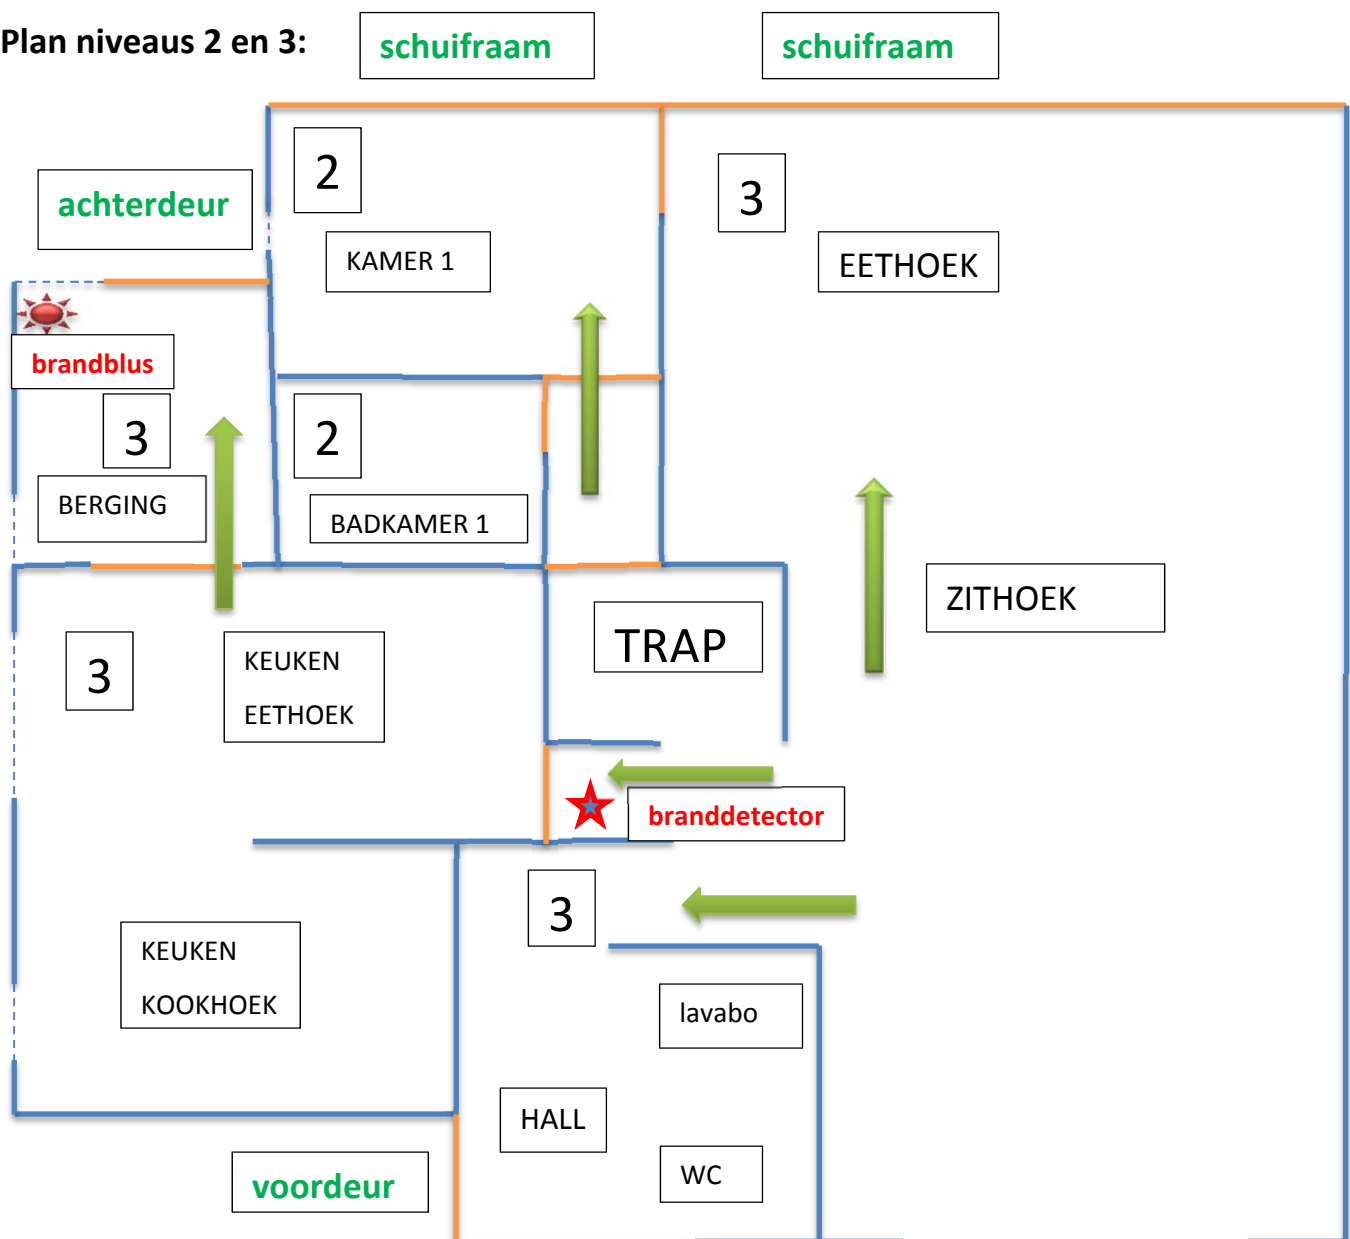 Plan niveaus 2 en 3:
schuifraam
schuifraam
2
3
achterdeur
KAMER 1
EETHOEK
brandblus
3
2
BERGING
BADKAMER 1
ZITHOEK
TRAP
3
KEUKEN
EETHOEK
branddetector
3
KEUKEN
KOOKHOEK
lavabo
HALL
WC
voordeur